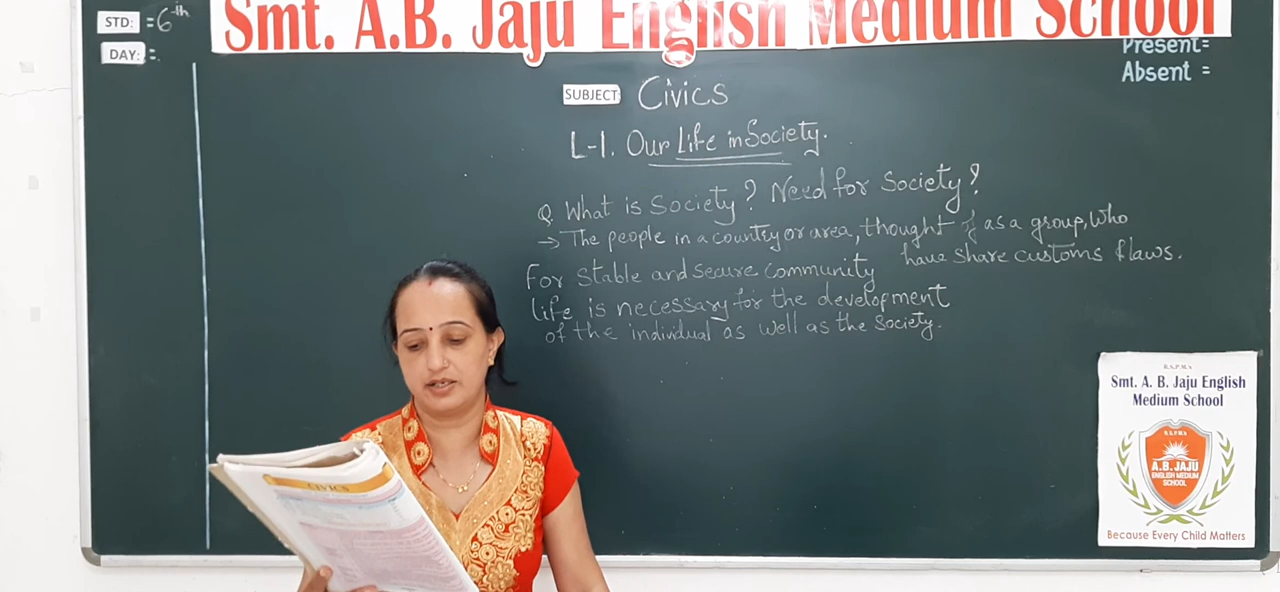 STD: = 6th
Smt. A.B. Jaju English Medium School
DAY: =
Present=
Absent =
SUBJECT: Civics
L-1. Our Life in Society.
Q What is Society? Need for Society?
→ The people in a country or area, thought of as a group, who
have share customs & laws.
For stable and secure community
life is necessary for the development
of the individual as well as the Society.
CIVICS
R.S.P.M.'s
Smt. A. B. Jaju English
Medium School
R.S.P.M's
A.B. JAJU
ENGLISH MEDIUM
SCHOOL
Because Every Child Matters